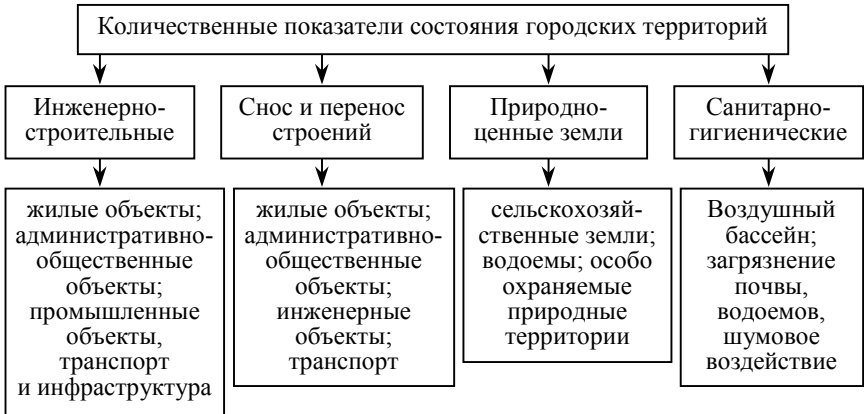 Количественные показатели состояния городских территорий
Инженерно-
строительные
Снос и перенос
строений
Природно-
ценные земли
Санитарно-
гигиенические
жилые объекты;
административно-
общественные
объекты;
промышленные
объекты,
транспорт
и инфраструктура
жилые объекты;
административно-
общественные
объекты;
инженерные
объекты;
транспорт
сельскохозяй-
ственные земли;
водоемы; особо
охраняемые
природные
территории
Воздушный
бассейн;
загрязнение
почвы,
водоемов,
шумовое
воздействие